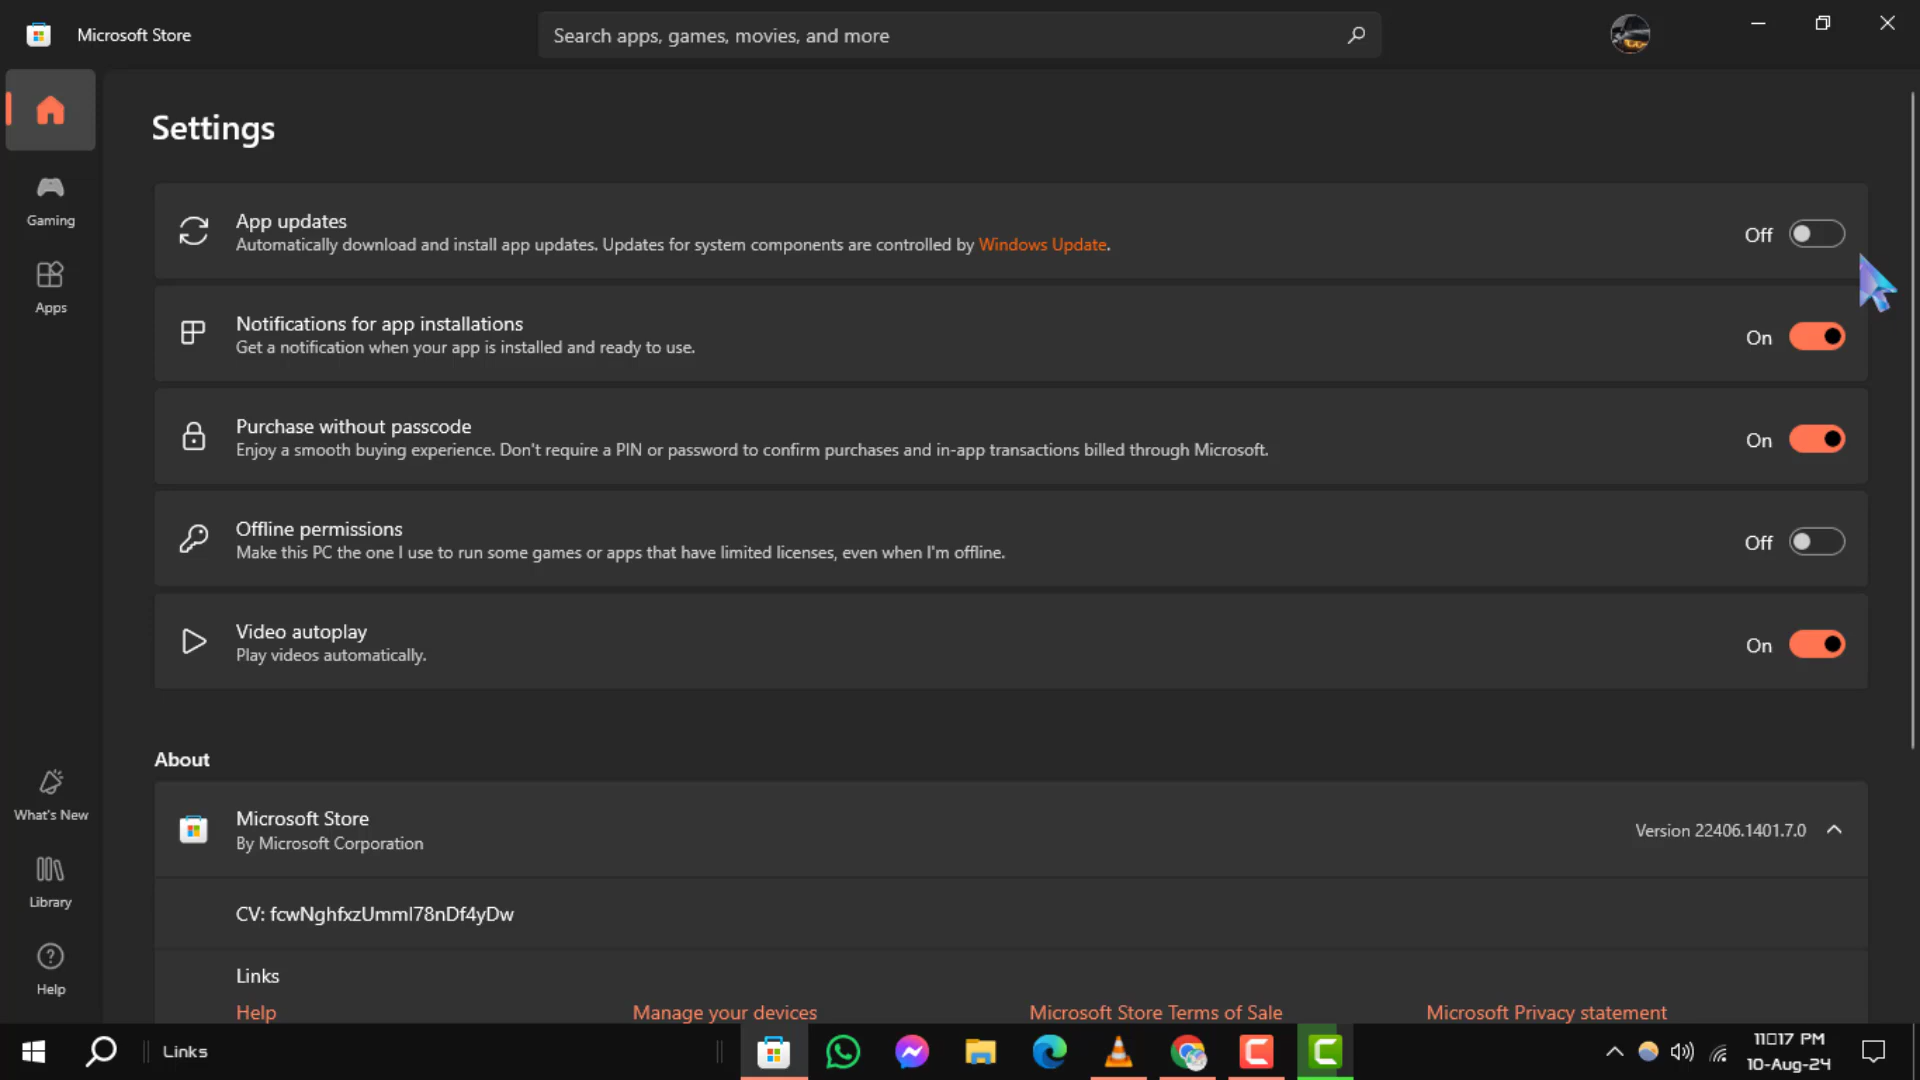 Microsoft Store
Search apps, games, movies, and more
Settings
App updates
Automatically download and install app updates. Updates for system components are controlled by Windows Update.
Off
Gaming
Notifications for app installations
Get a notification when your app is installed and ready to use.
On
Apps
Purchase without passcode
Enjoy a smooth buying experience. Don't require a PIN or password to confirm purchases and in-app transactions billed through Microsoft.
On
Offline permissions
Make this PC the one I use to run some games or apps that have limited licenses, even when I'm offline.
Off
Video autoplay
Play videos automatically.
On
About
What's New
Microsoft Store
By Microsoft Corporation
Version 22406.1401.7.0
Library
CV: fcwNghfxzUmmI78nDf4yDw
Links
Help
Help
Manage your devices
Microsoft Store Terms of Sale
Microsoft Privacy statement
Links
11□17 PM
10-Aug-24